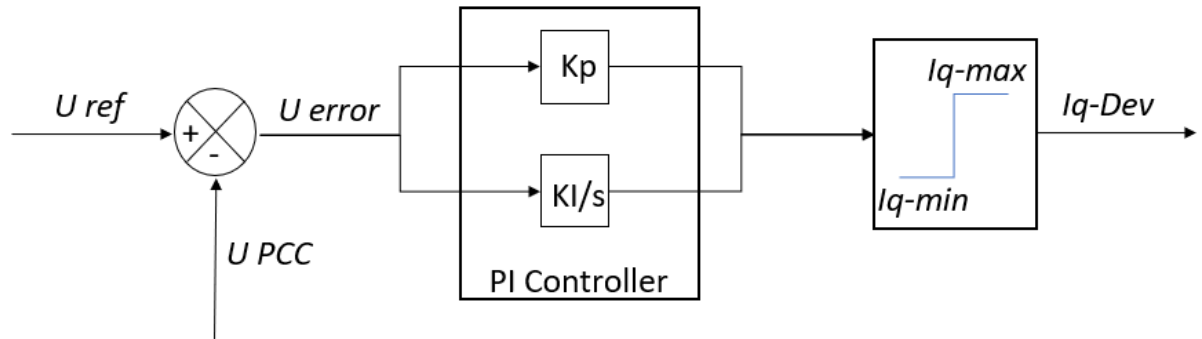 U ref
+
-
U error
U PCC
Kp
KI/s
PI Controller
Iq-max
Iq-min
Iq-Dev